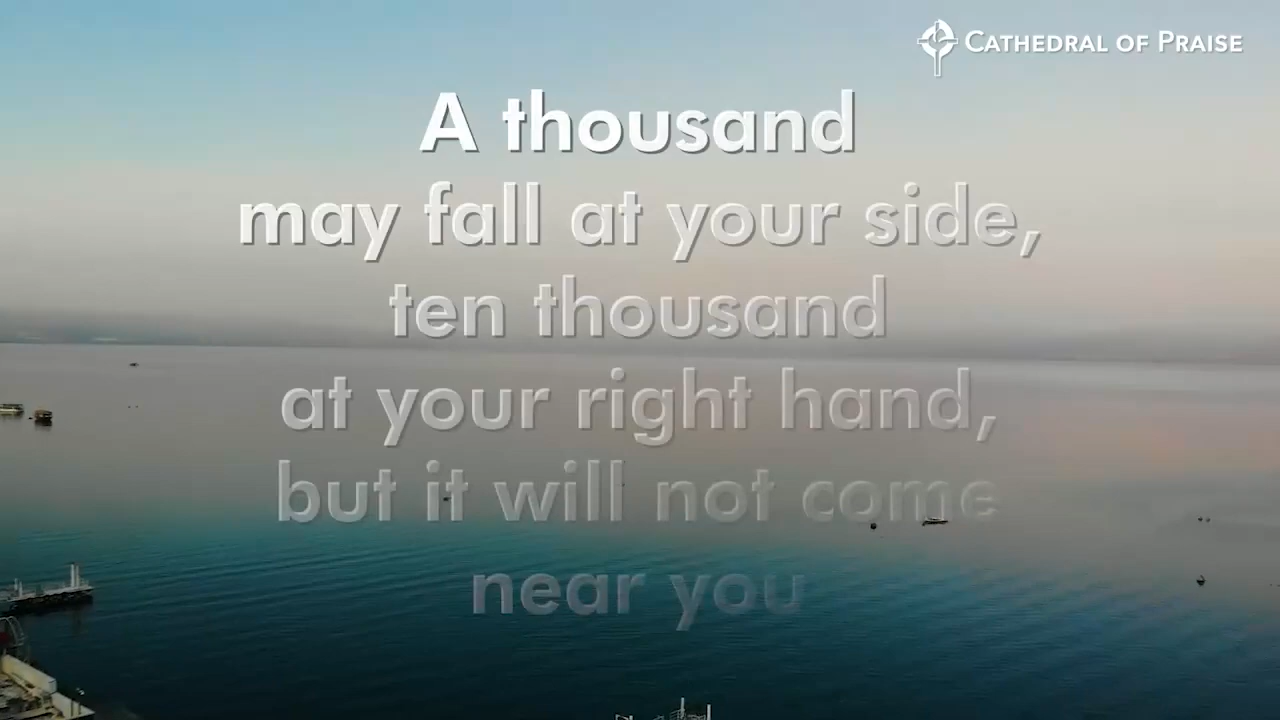 CATHEDRAL OF PRAISE
A thousand
may fall at your side,
ten thousand
at your right hand,
but it will not come
near you